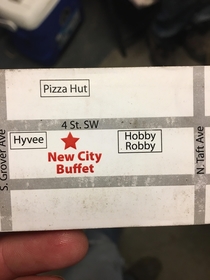 Pizza Hut
4 St. SW
Hyvee
Hobby
Robby
New City
Buffet
S. Grover Ave
N. Taft Ave